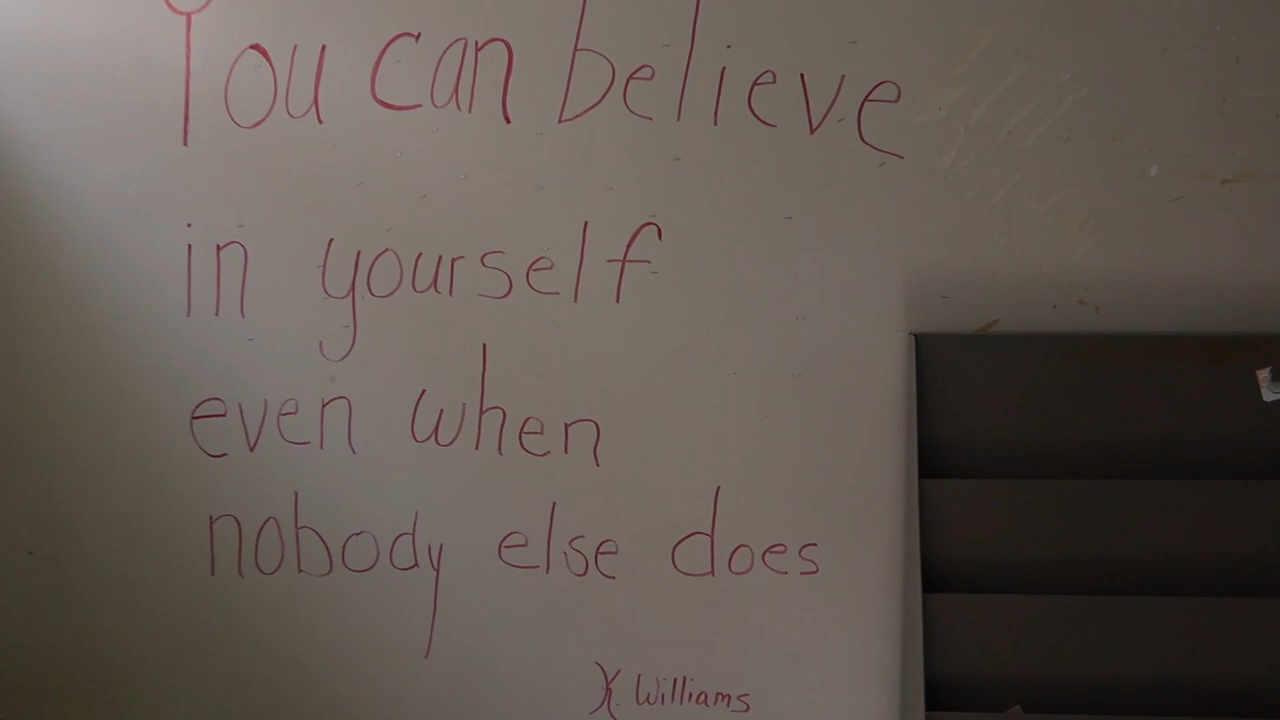 You can believe
in yourself
even when
nobody else does
K. Williams